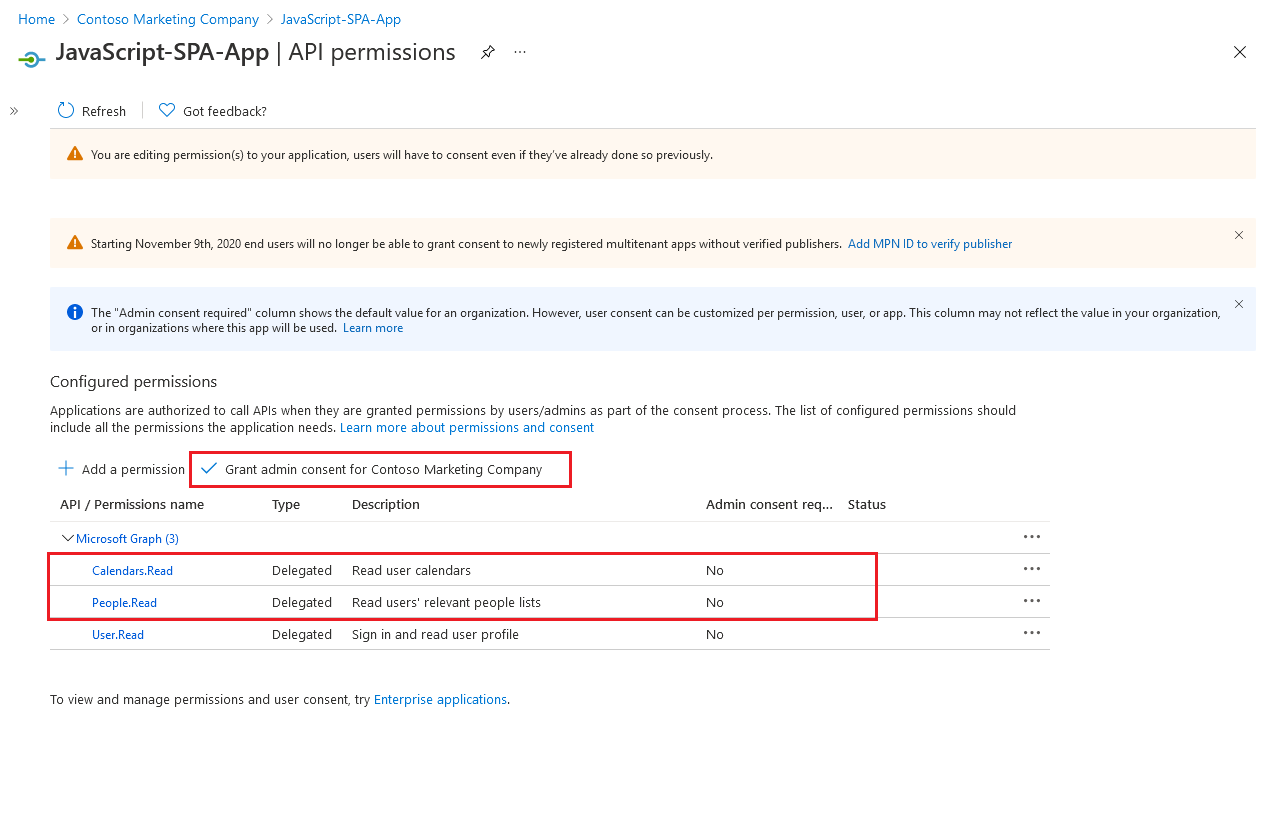 Home > Contoso Marketing Company > JavaScript-SPA-App
JavaScript-SPA-App | API permissions
Refresh
Got feedback?
You are editing permission(s) to your application, users will have to consent even if they've already done so previously.
Starting November 9th, 2020 end users will no longer be able to grant consent to newly registered multitenant apps without verified publishers. Add MPN ID to verify publisher
The "Admin consent required" column shows the default value for an organization. However, user consent can be customized per permission, user, or app. This column may not reflect the value in your organization,
or in organizations where this app will be used. Learn more
Configured permissions
Applications are authorized to call APIs when they are granted permissions by users/admins as part of the consent process. The list of configured permissions should
include all the permissions the application needs. Learn more about permissions and consent
Add a permission
Grant admin consent for Contoso Marketing Company
API / Permissions name Type Description Admin consent req... Status
Microsoft Graph (3)
Calendars.Read Delegated Read user calendars No
People.Read Delegated Read users' relevant people lists No
User.Read Delegated Sign in and read user profile No
To view and manage permissions and user consent, try Enterprise applications.